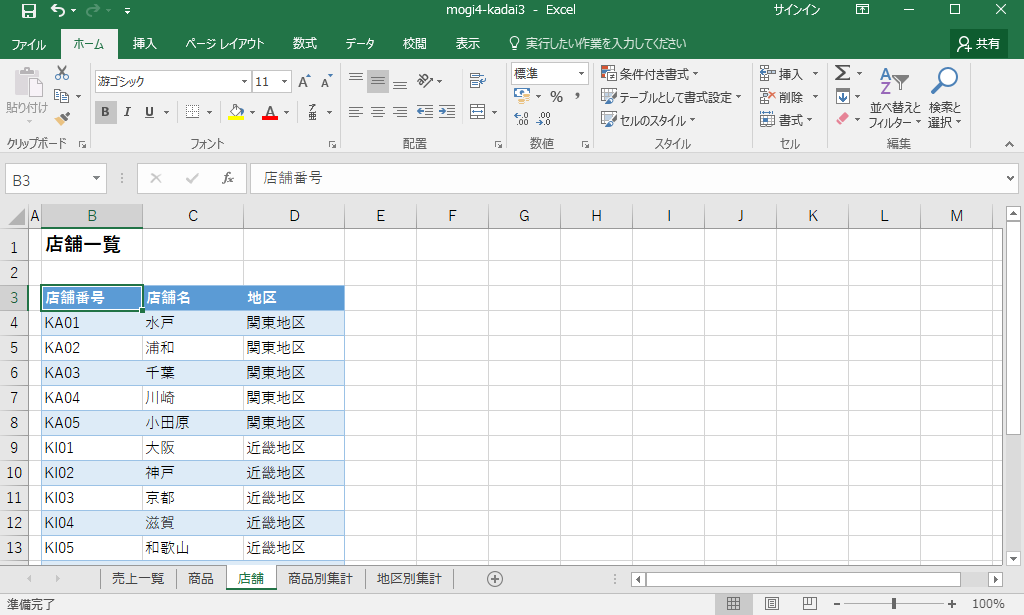 mogi4-kadai3 - Excel サインイン
ファイル ホーム 挿入 ページ レイアウト 数式 データ 校閲 表示 実行したい作業を入力してください 共有
貼り付け 游ゴシック 11 標準 条件付き書式 挿入 Σ
テーブルとして書式設定 削除 並べ替えと 検索と
B I U A % , セルのスタイル 書式 フィルター 選択
クリップボード フォント 配置 数値 スタイル セル 編集
B3 fx 店舗番号
A B C D E F G H I J K L M
1 店舗一覧
2
3 店舗番号 店舗名 地区
4 KA01 水戸 関東地区
5 KA02 浦和 関東地区
6 KA03 千葉 関東地区
7 KA04 川崎 関東地区
8 KA05 小田原 関東地区
9 KI01 大阪 近畿地区
10 KI02 神戸 近畿地区
11 KI03 京都 近畿地区
12 KI04 滋賀 近畿地区
13 KI05 和歌山 近畿地区
売上一覧 商品 店舗 商品別集計 地区別集計
準備完了 100%